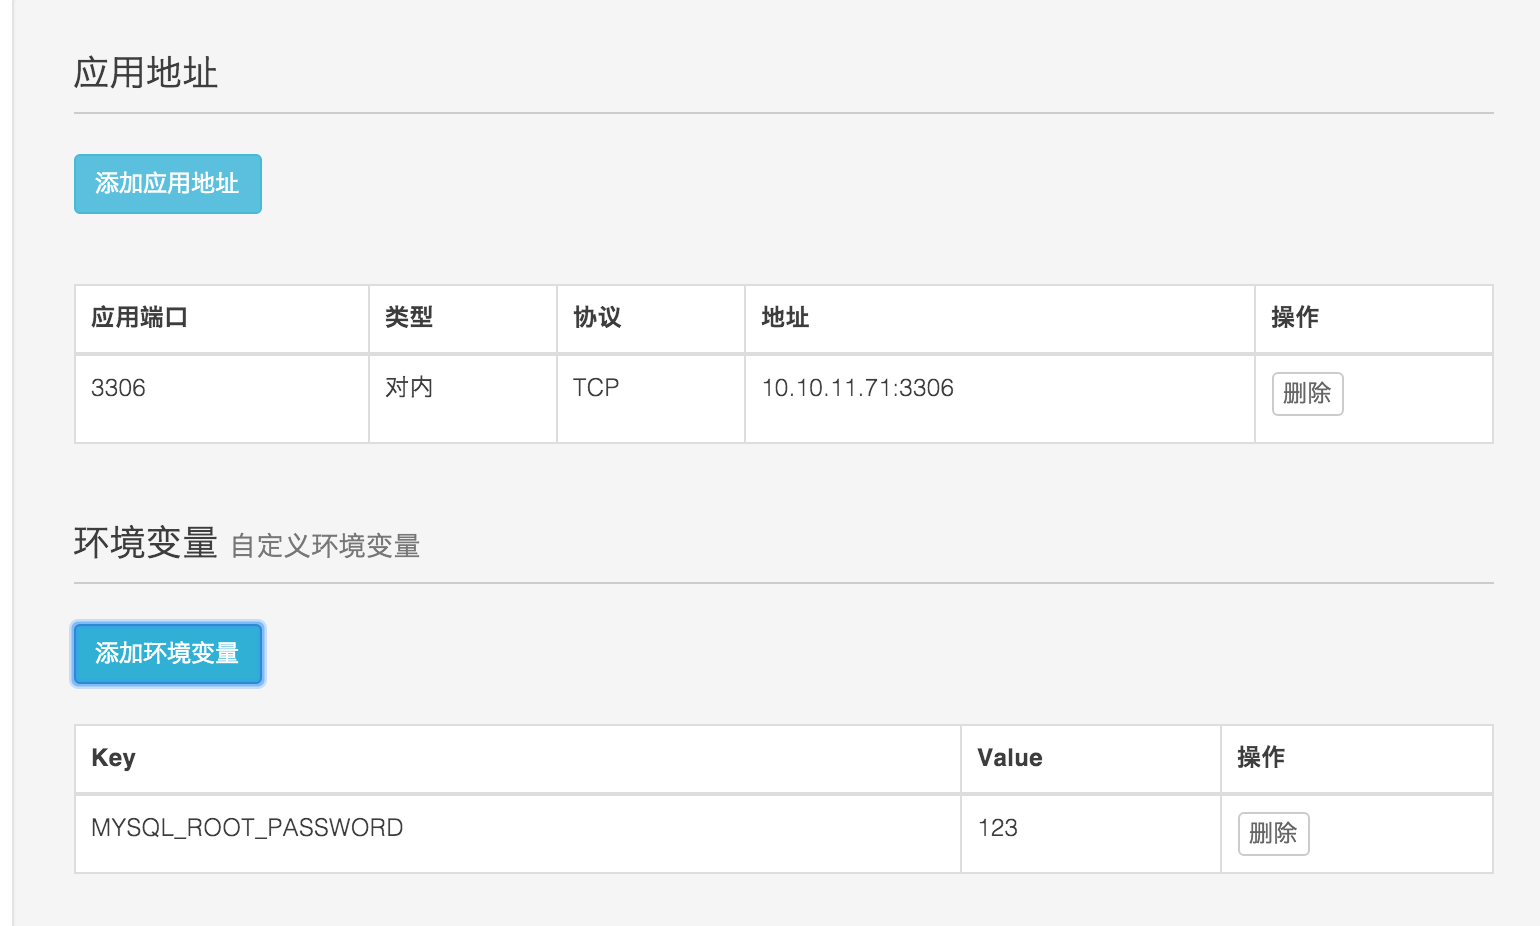 应用地址
添加应用地址
应用端口 类型 协议 地址 操作
3306 对内 TCP 10.10.11.71:3306 删除
环境变量 自定义环境变量
添加环境变量
Key Value 操作
MYSQL_ROOT_PASSWORD 123 删除